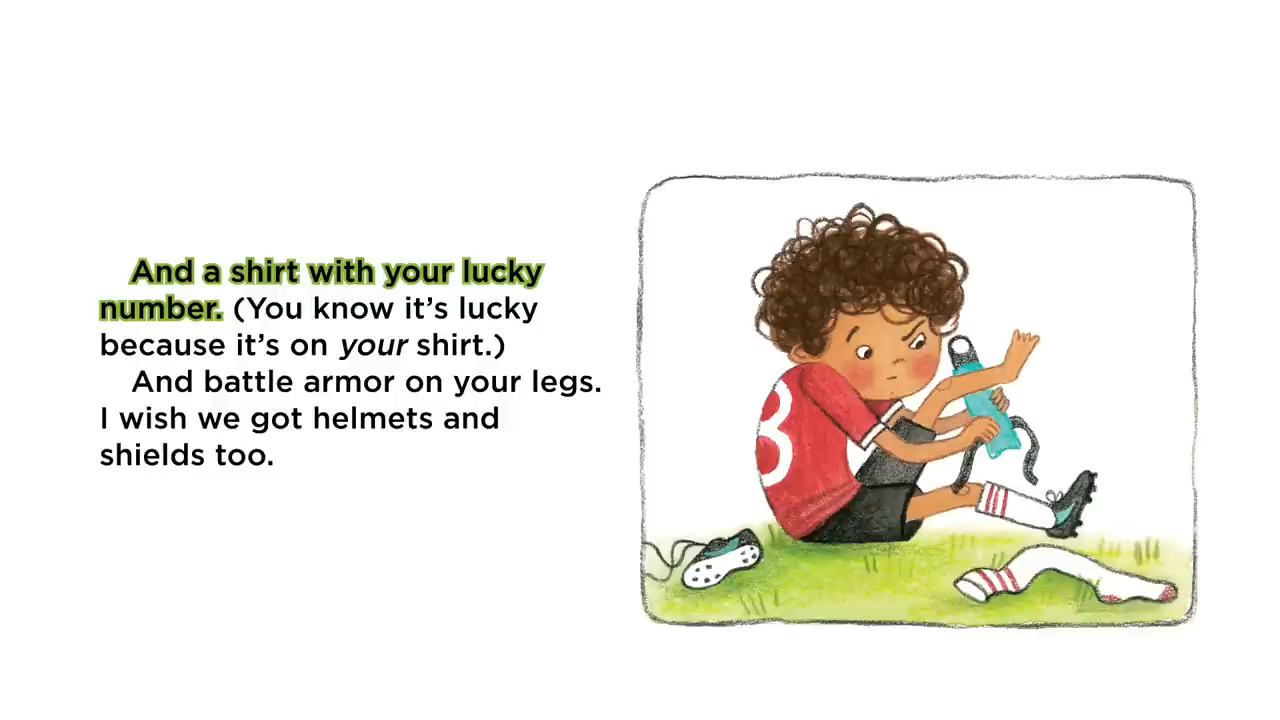 And a shirt with your lucky
number. (You know it’s lucky
because it’s on your shirt.)
And battle armor on your legs.
I wish we got helmets and
shields too.